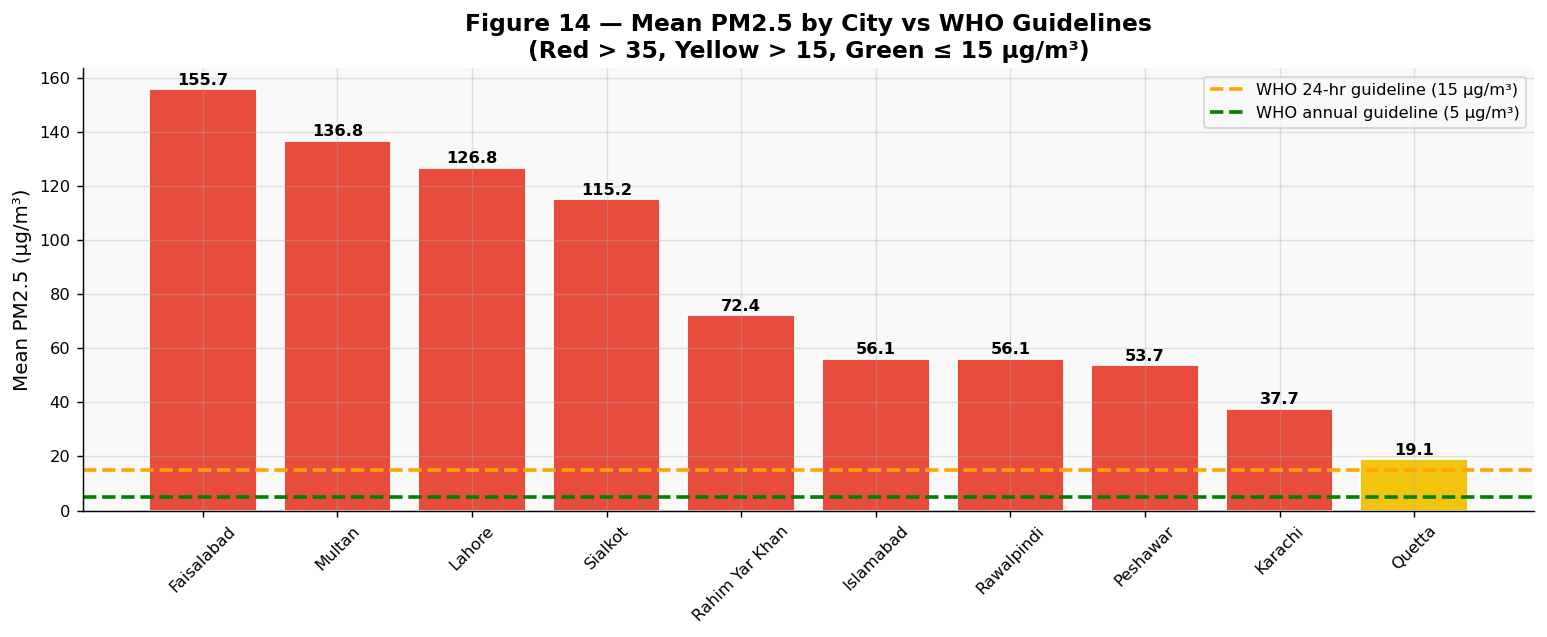 Figure 14 — Mean PM2.5 by City vs WHO Guidelines
(Red > 35, Yellow > 15, Green ≤ 15 µg/m³)
Mean PM2.5 (µg/m³)
160
140
120
100
80
60
40
20
0
155.7
136.8
126.8
115.2
72.4
56.1
56.1
53.7
37.7
19.1
WHO 24-hr guideline (15 µg/m³)
WHO annual guideline (5 µg/m³)
Faisalabad
Multan
Lahore
Sialkot
Rahim Yar Khan
Islamabad
Rawalpindi
Peshawar
Karachi
Quetta